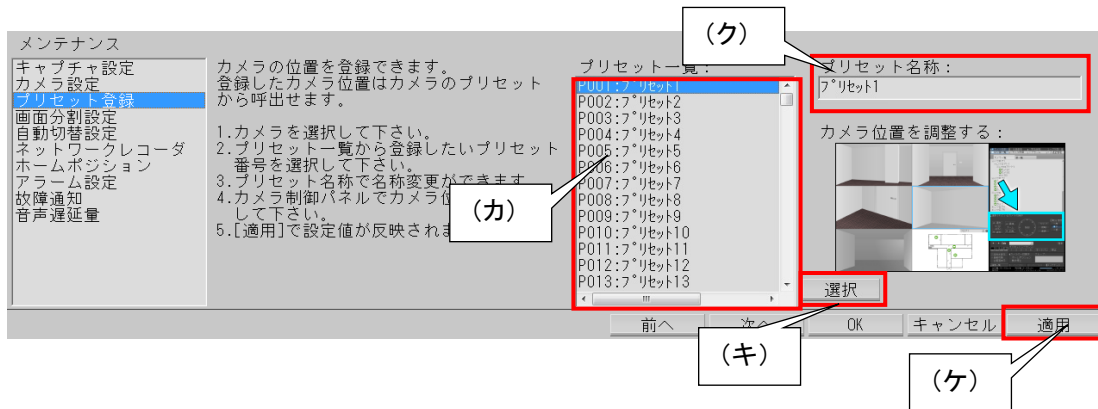 メンテナンス
キャプチャ設定
カメラ設定
プリセット登録
画面分割設定
自動切替設定
ネットワークレコーダ
ホームポジション
アラーム設定
故障通知
音声遅延量
カメラの位置を登録できます。
登録したカメラ位置はカメラのプリセット
から呼出せます。
1.カメラを選択して下さい。
2.プリセット一覧から登録したいプリセット
番号を選択して下さい。
3.プリセット名称で名称変更ができます
4.カメラ制御パネルでカメラ位
して下さい。
5.[適用]で設定値が反映されま
(カ)
プリセット一覧:
P001:プリセット1
P002:プリセット2
P003:プリセット3
P004:プリセット4
P005:プリセット5
P006:プリセット6
P007:プリセット7
P008:プリセット8
P009:プリセット9
P010:プリセット10
P011:プリセット11
P012:プリセット12
P013:プリセット13
(ク)
プリセット名称:
プリセット1
カメラ位置を調整する:
選択
前へ 次へ OK キャンセル 適用
(キ)
(ケ)